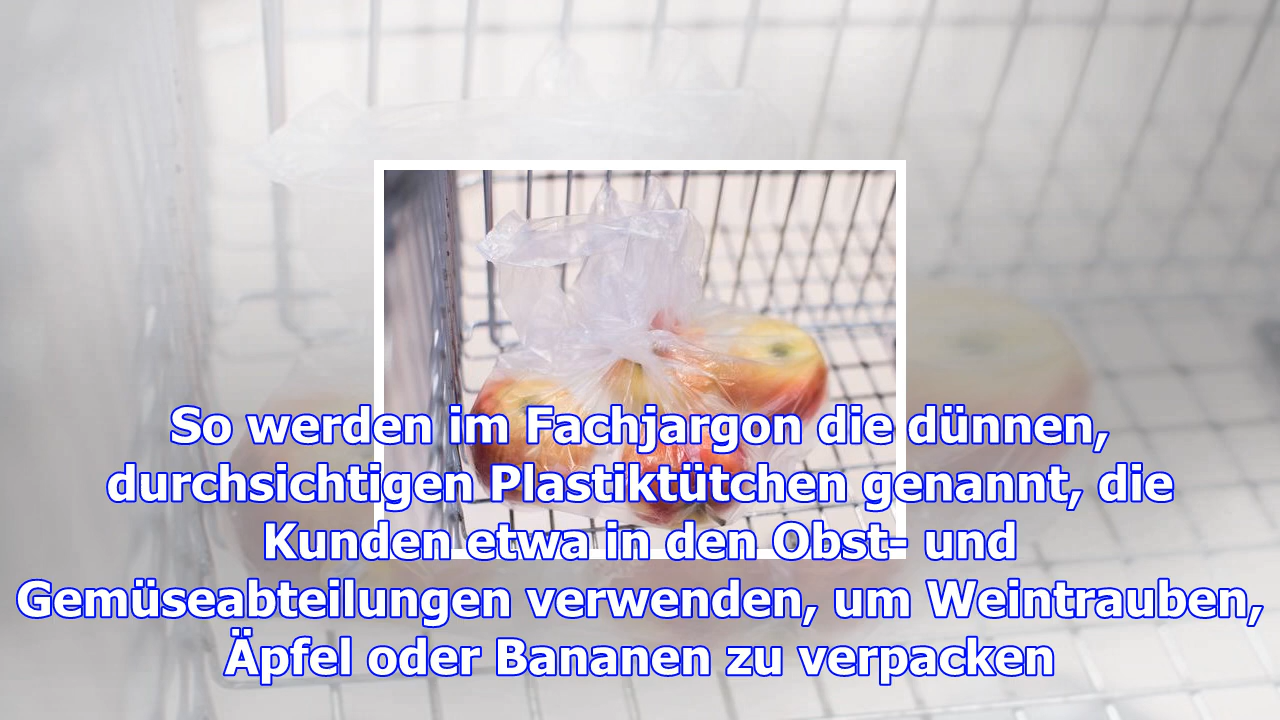 So werden im Fachjargon die dünnen,
durchsichtigen Plastiktütchen genannt, die
Kunden etwa in den Obst- und
Gemüseabteilungen verwenden, um Weintrauben,
Äpfel oder Bananen zu verpacken